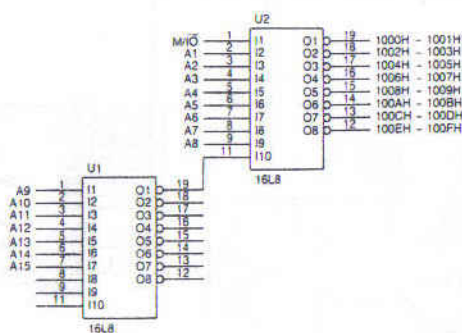 U2
M/IO 1 I1 O1 19 1000H - 1001H
A1 2 I2 O2 18 1002H - 1003H
A2 3 I3 O3 17 1004H - 1005H
A3 4 I4 O4 16 1006H - 1007H
A4 5 I5 O5 15 1008H - 1009H
A5 6 I6 O6 14 100AH - 100BH
A6 7 I7 O7 13 100CH - 100DH
A7 8 I8 O8 12 100EH - 100FH
A8 9 I9
11 I10
16L8
U1
A9 1 I1 O1 19
A10 2 I2 O2 18
A11 3 I3 O3 17
A12 4 I4 O4 16
A13 5 I5 O5 15
A14 6 I6 O6 14
A15 7 I7 O7 13
8 I8 O8 12
9 I9
11 I10
16L8